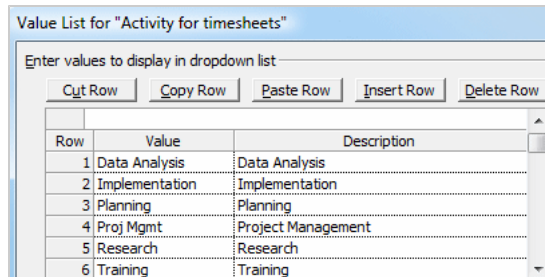 Value List for "Activity for timesheets"
Enter values to display in dropdown list
Cut Row Copy Row Paste Row Insert Row Delete Row
Row Value Description
1 Data Analysis Data Analysis
2 Implementation Implementation
3 Planning Planning
4 Proj Mgmt Project Management
5 Research Research
6 Training Training